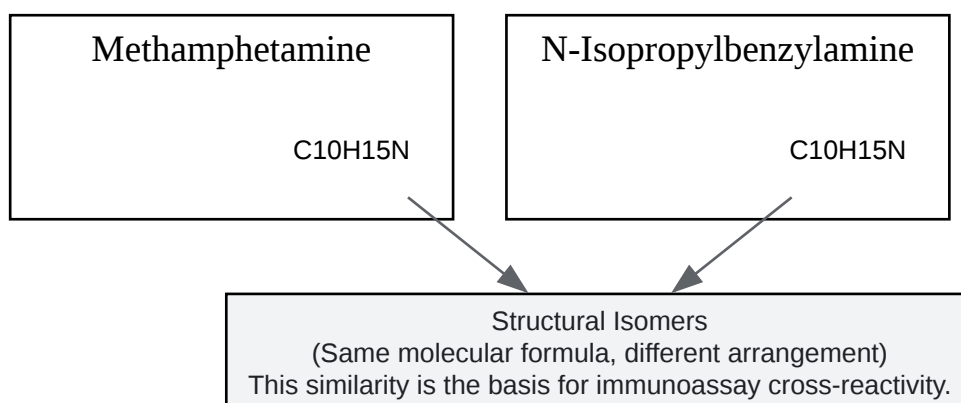 Methamphetamine
N-Isopropylbenzylamine
C10H15N
C10H15N
Structural Isomers
(Same molecular formula, different arrangement)
This similarity is the basis for immunoassay cross-reactivity.